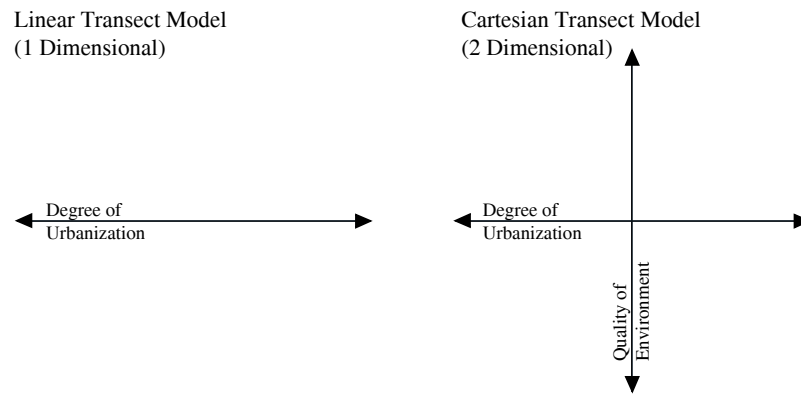 Linear Transect Model
(1 Dimensional)
Degree of
Urbanization
Cartesian Transect Model
(2 Dimensional)
Degree of
Urbanization
Quality of
Environment